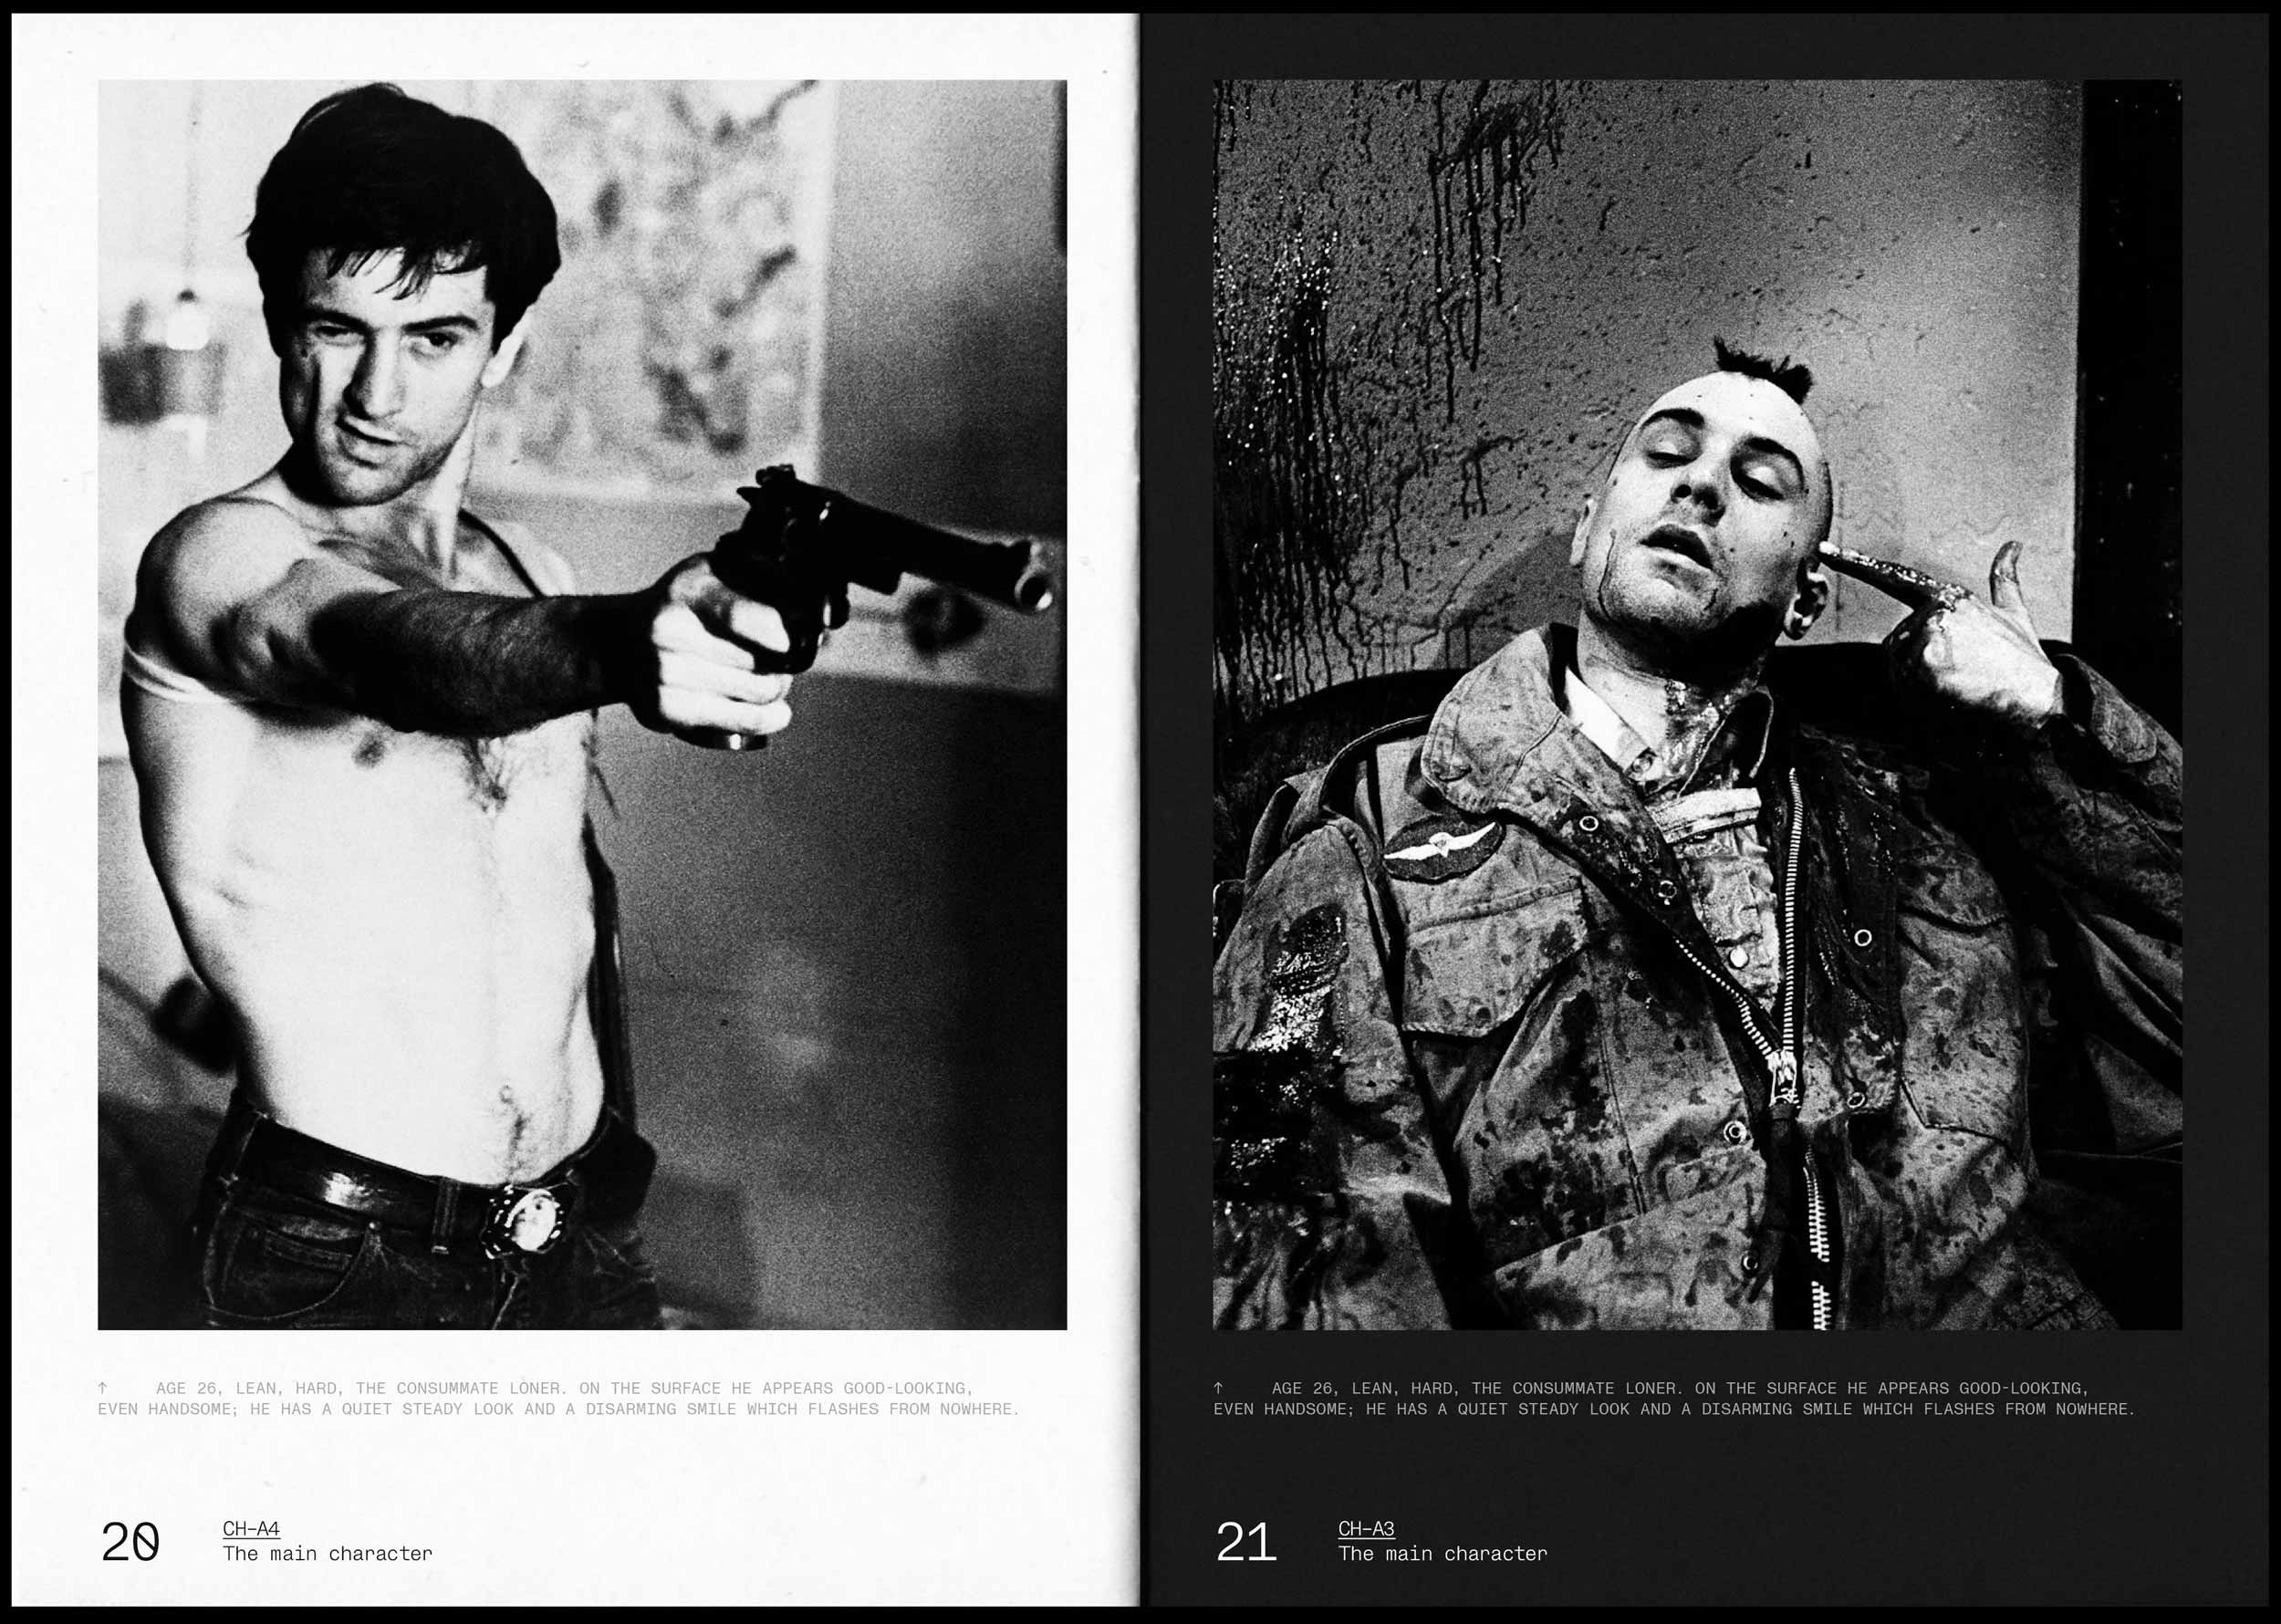 ↑ AGE 26, LEAN, HARD, THE CONSUMMATE LONER. ON THE SURFACE HE APPEARS GOOD-LOOKING,
EVEN HANDSOME; HE HAS A QUIET STEADY LOOK AND A DISARMING SMILE WHICH FLASHES FROM NOWHERE.
20
CH–A4
The main character
↑ AGE 26, LEAN, HARD, THE CONSUMMATE LONER. ON THE SURFACE HE APPEARS GOOD-LOOKING,
EVEN HANDSOME; HE HAS A QUIET STEADY LOOK AND A DISARMING SMILE WHICH FLASHES FROM NOWHERE.
21
CH–A3
The main character